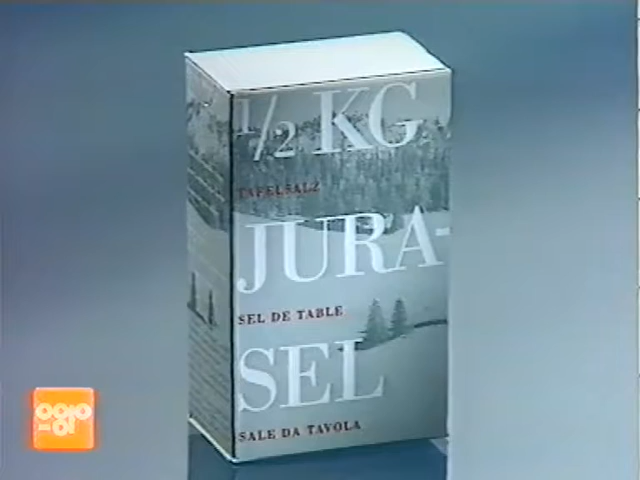 1/2 KG
TAFELSALZ
JURA-
SEL DE TABLE
SEL
SALE DA TAVOLA